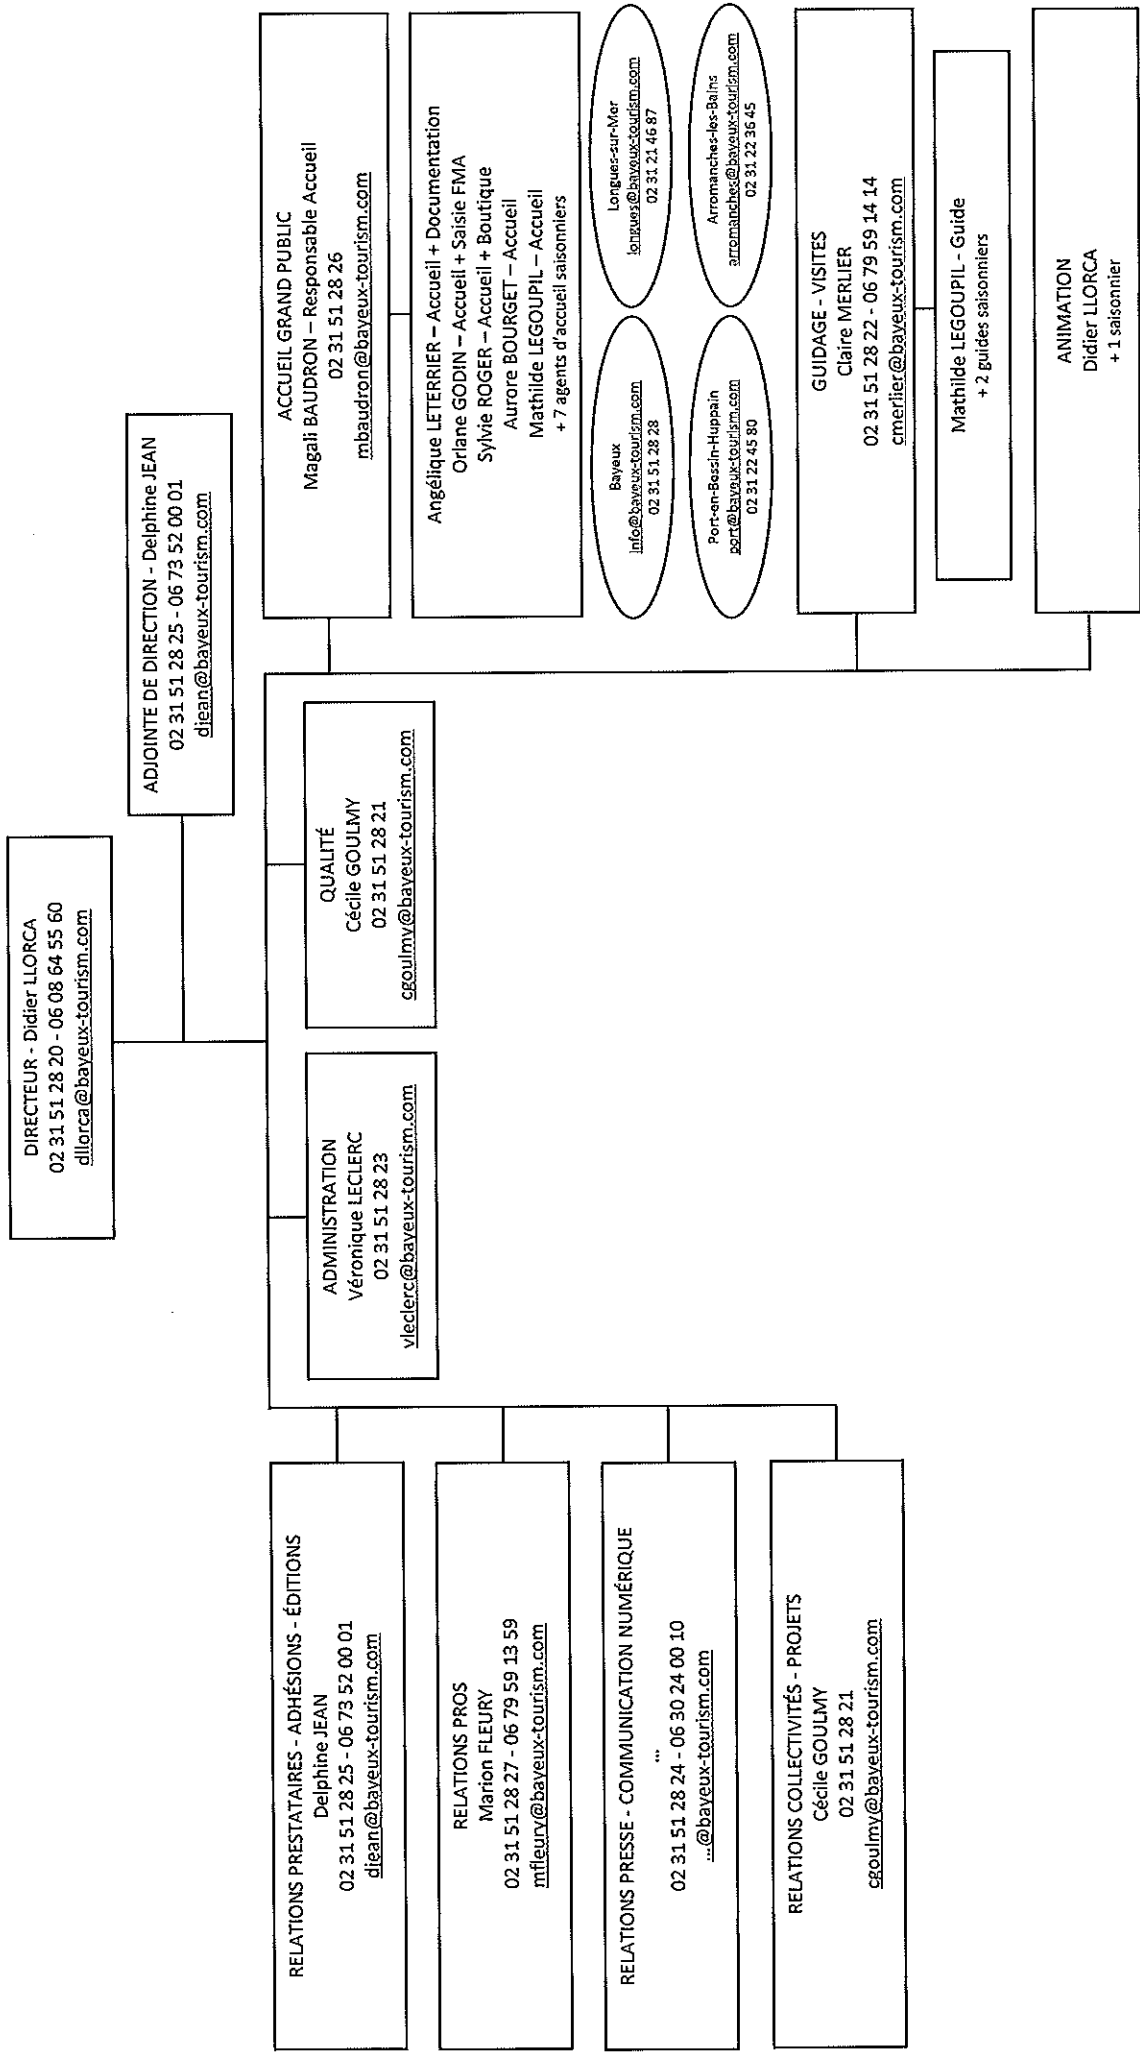 DIRECTEUR - Didier LLORCA
02 31 51 28 20 - 06 08 64 55 60
dllorca@bayeux-tourism.com
ADJOINTE DE DIRECTION - Delphine JEAN
02 31 51 28 25 - 06 73 52 00 01
djean@bayeux-tourism.com
RELATIONS PRESTATAIRES - ADHÉSIONS - ÉDITIONS
Delphine JEAN
02 31 51 28 25 - 06 73 52 00 01
djean@bayeux-tourism.com
RELATIONS PROS
Marion FLEURY
02 31 51 28 27 - 06 79 59 13 59
mfleury@bayeux-tourism.com
RELATIONS PRESSE - COMMUNICATION NUMÉRIQUE
...
02 31 51 28 24 - 06 30 24 00 10
...@bayeux-tourism.com
RELATIONS COLLECTIVITÉS - PROJETS
Cécile GOULMY
02 31 51 28 21
cgoulmy@bayeux-tourism.com
ADMINISTRATION
Véronique LECLERC
02 31 51 28 23
vleclerc@bayeux-tourism.com
QUALITÉ
Cécile GOULMY
02 31 51 28 21
cgoulmy@bayeux-tourism.com
ACCUEIL GRAND PUBLIC
Magali BAUDRON – Responsable Accueil
02 31 51 28 26
mbaudron@bayeux-tourism.com
Angélique LETERRIER – Accueil + Documentation
Orlane GODIN – Accueil + Saisie FMA
Sylvie ROGER – Accueil + Boutique
Aurore BOURGET – Accueil
Mathilde LEGOUPIL – Accueil
+ 7 agents d'accueil saisonniers
Bayeux
info@bayeux-tourism.com
02 31 51 28 28
Longues-sur-Mer
longues@bayeux-tourism.com
02 31 21 46 87
Port-en-Bessin-Huppain
port@bayeux-tourism.com
02 31 22 45 80
Arromanches-les-Bains
arromanches@bayeux-tourism.com
02 31 22 36 45
GUIDAGE - VISITES
Claire MERLIER
02 31 51 28 22 - 06 79 59 14 14
cmerlier@bayeux-tourism.com
Mathilde LEGOUPIL - Guide
+ 2 guides saisonniers
ANIMATION
Didier LLORCA
+ 1 saisonnier